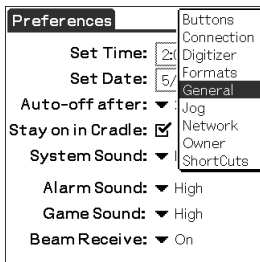 Preferences
Buttons
Connection
Digitizer
Formats
General
Jog
Network
Owner
ShortCuts
Set Time:
Set Date:
Auto-off after:
Stay on in Cradle:
System Sound:
Alarm Sound: High
Game Sound: High
Beam Receive: On